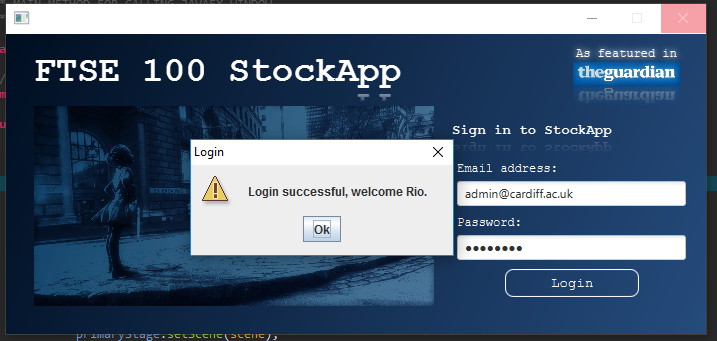 FTSE 100 StockApp
As featured in
theguardian
Sign in to StockApp
Email address:
admin@cardiff.ac.uk
Password:
••••••••
Login
Login
Login successful, welcome Rio.
Ok
primaryStage.setScene(scene);